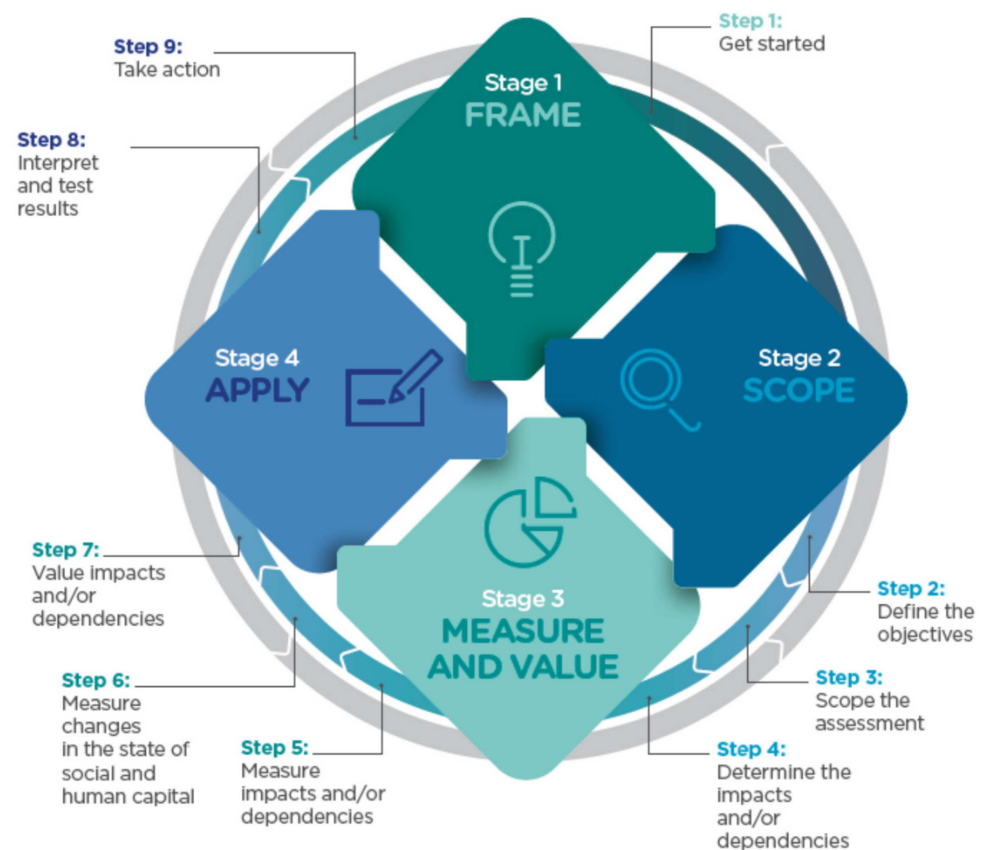 Stage 1
FRAME
Stage 2
SCOPE
Stage 3
MEASURE
AND VALUE
Stage 4
APPLY
Step 1:
Get started
Step 2:
Define the
objectives
Step 3:
Scope the
assessment
Step 4:
Determine the
impacts
and/or
dependencies
Step 5:
Measure
impacts and/or
dependencies
Step 6:
Measure
changes
in the state of
social and
human capital
Step 7:
Value impacts
and/or
dependencies
Step 8:
Interpret
and test
results
Step 9:
Take action